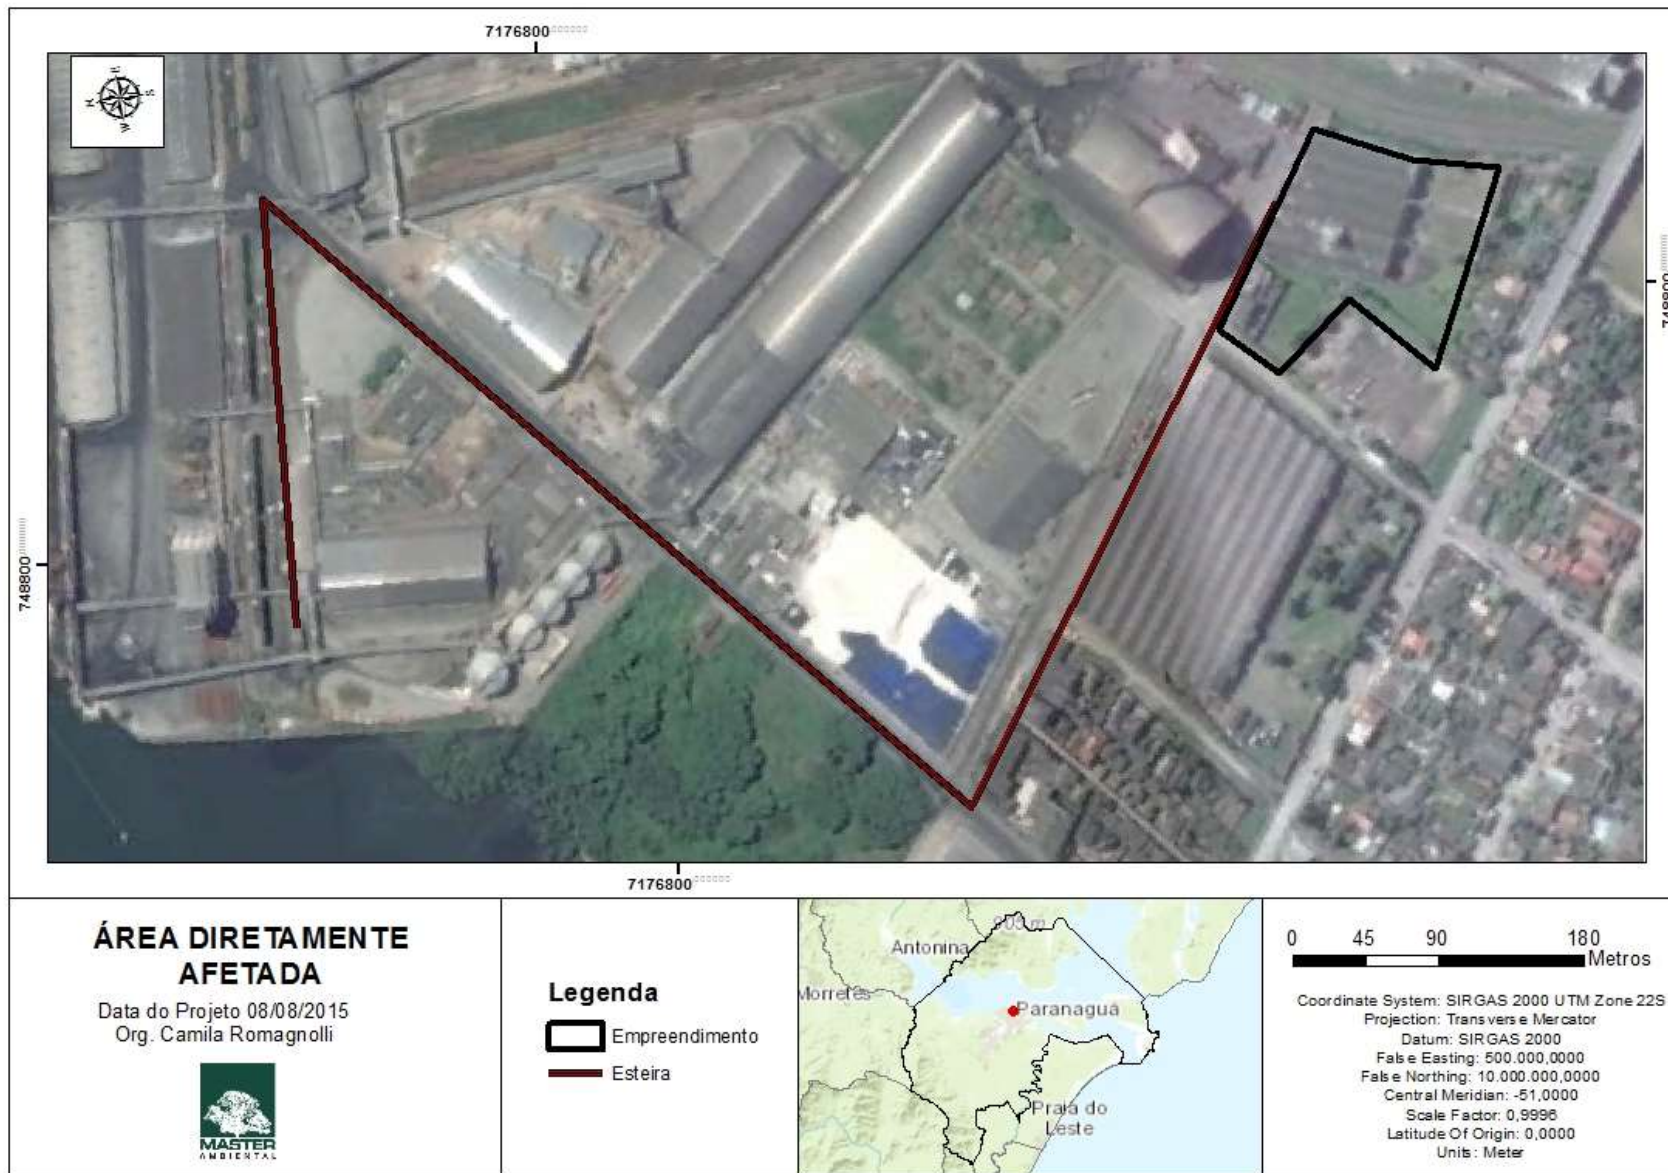 7176800
748800
748800
7176800
ÁREA DIRETAMENTE
AFETADA
Data do Projeto 08/08/2015
Org. Camila Romagnolli
MASTER
AMBIENTAL
Legenda
Empreendimento
Esteira
905 m
Antonina
Morretes
Paranaguá
Praia do
Leste
0 45 90 180
Metros
Coordinate System: SIRGAS 2000 UTM Zone 22S
Projection: Transverse Mercator
Datum: SIRGAS 2000
False Easting: 500.000,0000
False Northing: 10.000.000,0000
Central Meridian: -51,0000
Scale Factor: 0,9996
Latitude Of Origin: 0,0000
Units: Meter